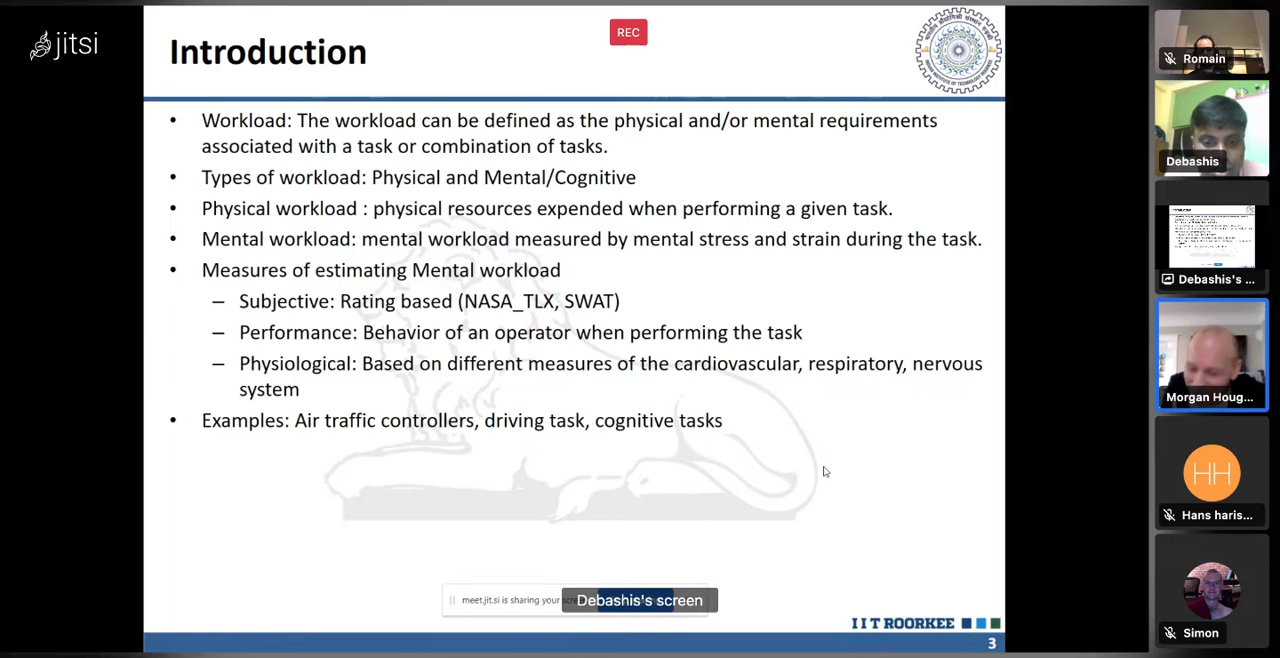 jitsi
REC
Introduction
• Workload: The workload can be defined as the physical and/or mental requirements
associated with a task or combination of tasks.
• Types of workload: Physical and Mental/Cognitive
• Physical workload : physical resources expended when performing a given task.
• Mental workload: mental workload measured by mental stress and strain during the task.
• Measures of estimating Mental workload
– Subjective: Rating based (NASA_TLX, SWAT)
– Performance: Behavior of an operator when performing the task
– Physiological: Based on different measures of the cardiovascular, respiratory, nervous
system
• Examples: Air traffic controllers, driving task, cognitive tasks
meet.jit.si is sharing your
Debashis's screen
I I T ROORKEE
3
Romain
Debashis
Debashis's ...
Morgan Houg...
HH
Hans haris...
Simon